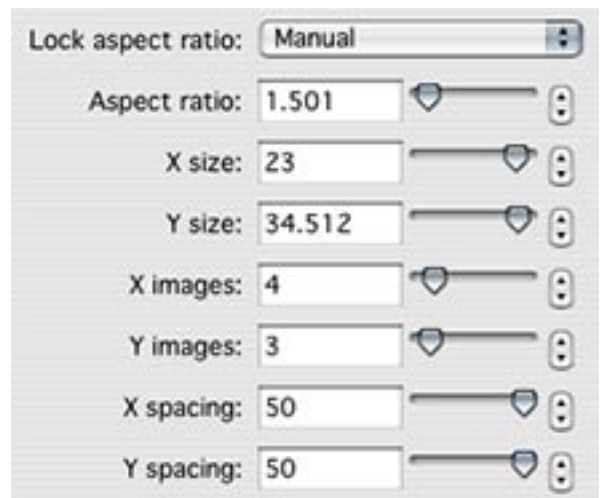 Lock aspect ratio: Manual
Aspect ratio: 1.501
X size: 23
Y size: 34.512
X images: 4
Y images: 3
X spacing: 50
Y spacing: 50